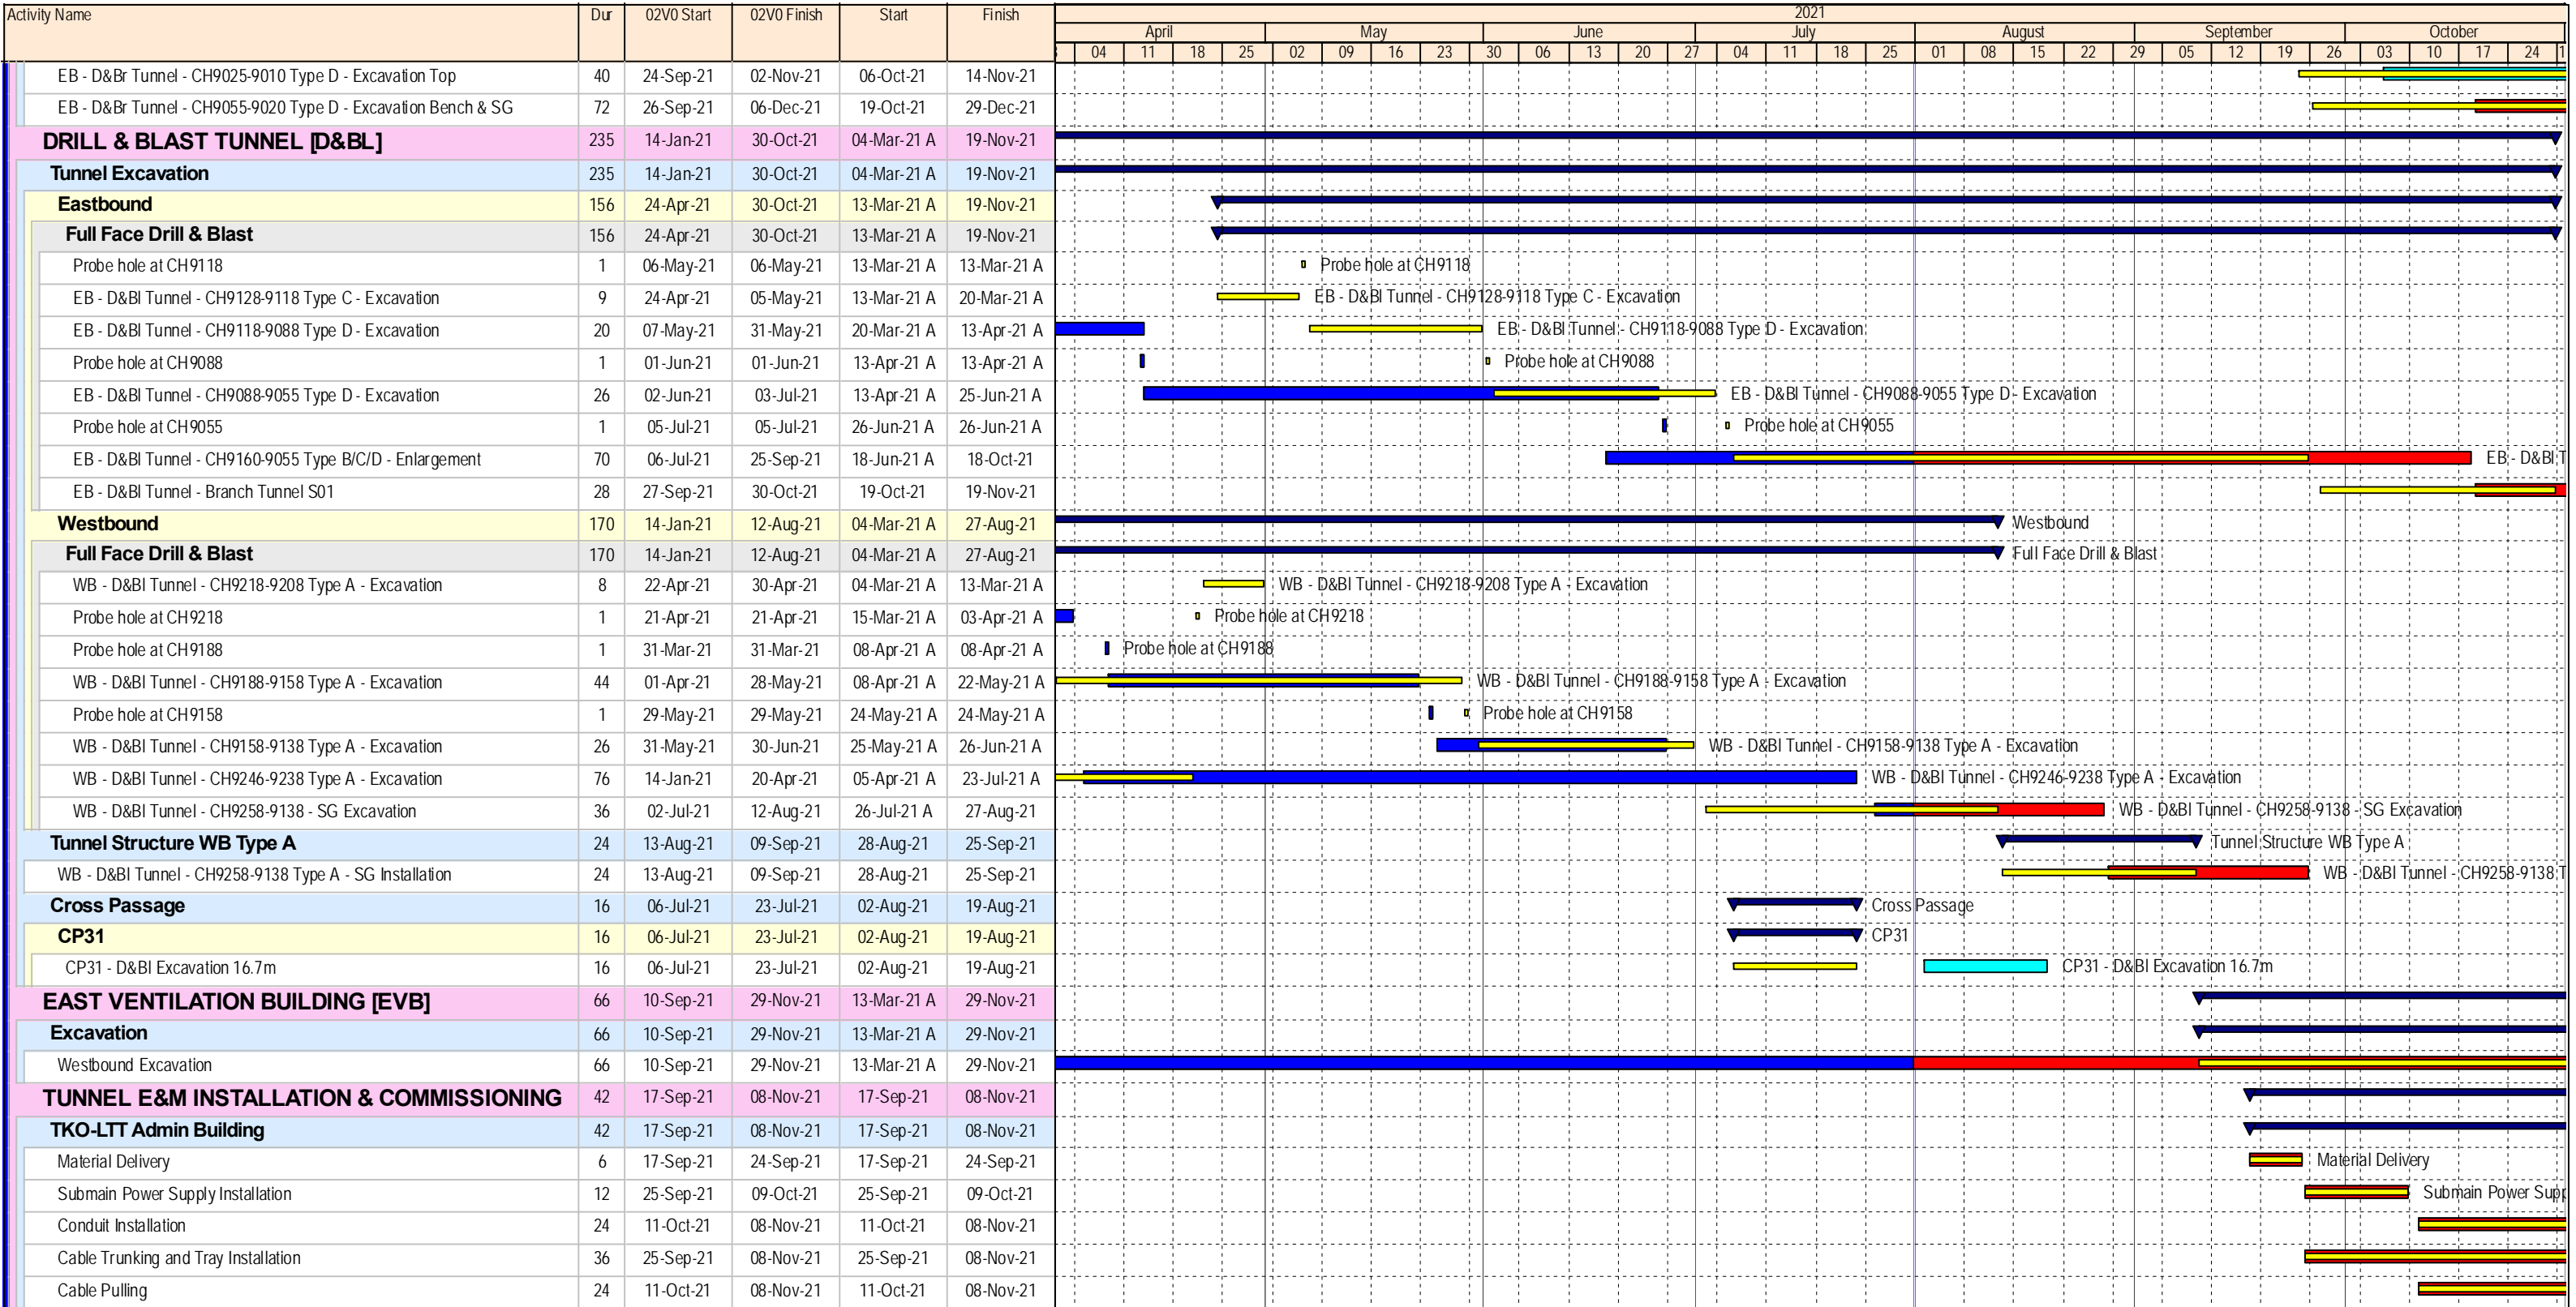 Activity Name Dur 02V0 Start 02V0 Finish Start Finish 2021
April May June July August September October
04 11 18 25 02 09 16 23 30 06 13 20 27 04 11 18 25 01 08 15 22 29 05 12 19 26 03 10 17 24
EB - D&Br Tunnel - CH9025-9010 Type D - Excavation Top 40 24-Sep-21 02-Nov-21 06-Oct-21 14-Nov-21
EB - D&Br Tunnel - CH9055-9020 Type D - Excavation Bench & SG 72 26-Sep-21 06-Dec-21 19-Oct-21 29-Dec-21
DRILL & BLAST TUNNEL [D&BL] 235 14-Jan-21 30-Oct-21 04-Mar-21 A 19-Nov-21
Tunnel Excavation 235 14-Jan-21 30-Oct-21 04-Mar-21 A 19-Nov-21
Eastbound 156 24-Apr-21 30-Oct-21 13-Mar-21 A 19-Nov-21
Full Face Drill & Blast 156 24-Apr-21 30-Oct-21 13-Mar-21 A 19-Nov-21
Probe hole at CH9118 1 06-May-21 06-May-21 13-Mar-21 A 13-Mar-21 A Probe hole at CH9118
EB - D&Bl Tunnel - CH9128-9118 Type C - Excavation 9 24-Apr-21 05-May-21 13-Mar-21 A 20-Mar-21 A EB - D&Bl Tunnel - CH9128-9118 Type C - Excavation
EB - D&Bl Tunnel - CH9118-9088 Type D - Excavation 20 07-May-21 31-May-21 20-Mar-21 A 13-Apr-21 A EB - D&Bl Tunnel - CH9118-9088 Type D - Excavation
Probe hole at CH9088 1 01-Jun-21 01-Jun-21 13-Apr-21 A 13-Apr-21 A Probe hole at CH9088
EB - D&Bl Tunnel - CH9088-9055 Type D - Excavation 26 02-Jun-21 03-Jul-21 13-Apr-21 A 25-Jun-21 A EB - D&Bl Tunnel - CH9088-9055 Type D - Excavation
Probe hole at CH9055 1 05-Jul-21 05-Jul-21 26-Jun-21 A 26-Jun-21 A Probe hole at CH9055
EB - D&Bl Tunnel - CH9160-9055 Type B/C/D - Enlargement 70 06-Jul-21 25-Sep-21 18-Jun-21 A 18-Oct-21 EB - D&Bl T
EB - D&Bl Tunnel - Branch Tunnel S01 28 27-Sep-21 30-Oct-21 19-Oct-21 19-Nov-21
Westbound 170 14-Jan-21 12-Aug-21 04-Mar-21 A 27-Aug-21 Westbound
Full Face Drill & Blast 170 14-Jan-21 12-Aug-21 04-Mar-21 A 27-Aug-21 Full Face Drill & Blast
WB - D&Bl Tunnel - CH9218-9208 Type A - Excavation 8 22-Apr-21 30-Apr-21 04-Mar-21 A 13-Mar-21 A WB - D&Bl Tunnel - CH9218-9208 Type A - Excavation
Probe hole at CH9218 1 21-Apr-21 21-Apr-21 15-Mar-21 A 03-Apr-21 A Probe hole at CH9218
Probe hole at CH9188 1 31-Mar-21 31-Mar-21 08-Apr-21 A 08-Apr-21 A Probe hole at CH9188
WB - D&Bl Tunnel - CH9188-9158 Type A - Excavation 44 01-Apr-21 28-May-21 08-Apr-21 A 22-May-21 A WB - D&Bl Tunnel - CH9188-9158 Type A - Excavation
Probe hole at CH9158 1 29-May-21 29-May-21 24-May-21 A 24-May-21 A Probe hole at CH9158
WB - D&Bl Tunnel - CH9158-9138 Type A - Excavation 26 31-May-21 30-Jun-21 25-May-21 A 26-Jun-21 A WB - D&Bl Tunnel - CH9158-9138 Type A - Excavation
WB - D&Bl Tunnel - CH9246-9238 Type A - Excavation 76 14-Jan-21 20-Apr-21 05-Apr-21 A 23-Jul-21 A WB - D&Bl Tunnel - CH9246-9238 Type A - Excavation
WB - D&Bl Tunnel - CH9258-9138 - SG Excavation 36 02-Jul-21 12-Aug-21 26-Jul-21 A 27-Aug-21 WB - D&Bl Tunnel - CH9258-9138 - SG Excavation
Tunnel Structure WB Type A 24 13-Aug-21 09-Sep-21 28-Aug-21 25-Sep-21 Tunnel Structure WB Type A
WB - D&Bl Tunnel - CH9258-9138 Type A - SG Installation 24 13-Aug-21 09-Sep-21 28-Aug-21 25-Sep-21 WB - D&Bl Tunnel - CH9258-9138 T
Cross Passage 16 06-Jul-21 23-Jul-21 02-Aug-21 19-Aug-21 Cross Passage
CP31 16 06-Jul-21 23-Jul-21 02-Aug-21 19-Aug-21 CP31
CP31 - D&Bl Excavation 16.7m 16 06-Jul-21 23-Jul-21 02-Aug-21 19-Aug-21 CP31 - D&Bl Excavation 16.7m
EAST VENTILATION BUILDING [EVB] 66 10-Sep-21 29-Nov-21 13-Mar-21 A 29-Nov-21
Excavation 66 10-Sep-21 29-Nov-21 13-Mar-21 A 29-Nov-21
Westbound Excavation 66 10-Sep-21 29-Nov-21 13-Mar-21 A 29-Nov-21
TUNNEL E&M INSTALLATION & COMMISSIONING 42 17-Sep-21 08-Nov-21 17-Sep-21 08-Nov-21
TKO-LTT Admin Building 42 17-Sep-21 08-Nov-21 17-Sep-21 08-Nov-21
Material Delivery 6 17-Sep-21 24-Sep-21 17-Sep-21 24-Sep-21 Material Delivery
Submain Power Supply Installation 12 25-Sep-21 09-Oct-21 25-Sep-21 09-Oct-21 Submain Power Supp
Conduit Installation 24 11-Oct-21 08-Nov-21 11-Oct-21 08-Nov-21
Cable Trunking and Tray Installation 36 25-Sep-21 08-Nov-21 25-Sep-21 08-Nov-21
Cable Pulling 24 11-Oct-21 08-Nov-21 11-Oct-21 08-Nov-21